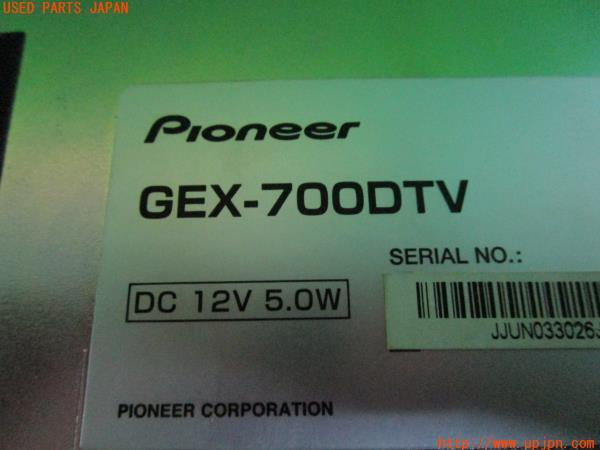 USED PARTS JAPAN
Pioneer
GEX-700DTV
SERIAL NO.:
DC 12V 5.0W
JJUN033026J
PIONEER CORPORATION
http://www.upjpn.com